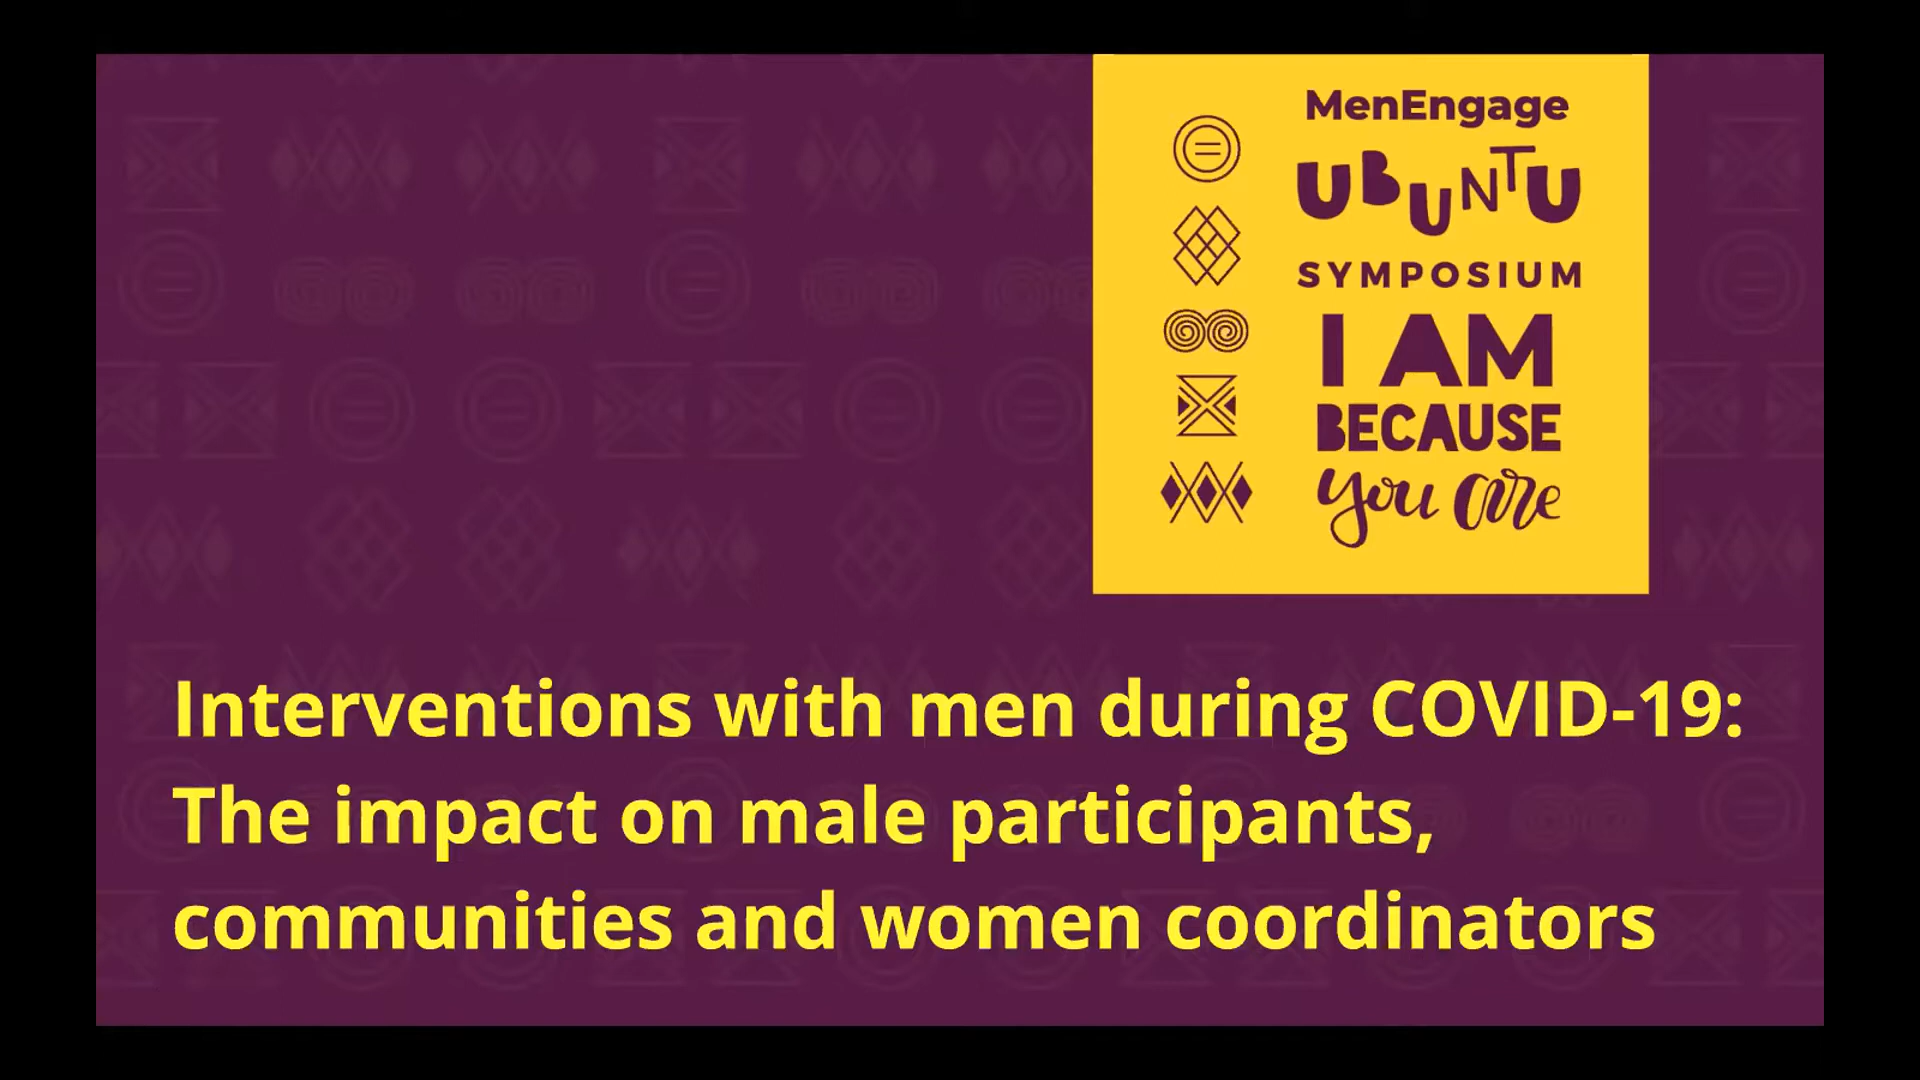 MenEngage
UBUNTU
SYMPOSIUM
I AM
BECAUSE
you are
Interventions with men during COVID-19:
The impact on male participants,
communities and women coordinators